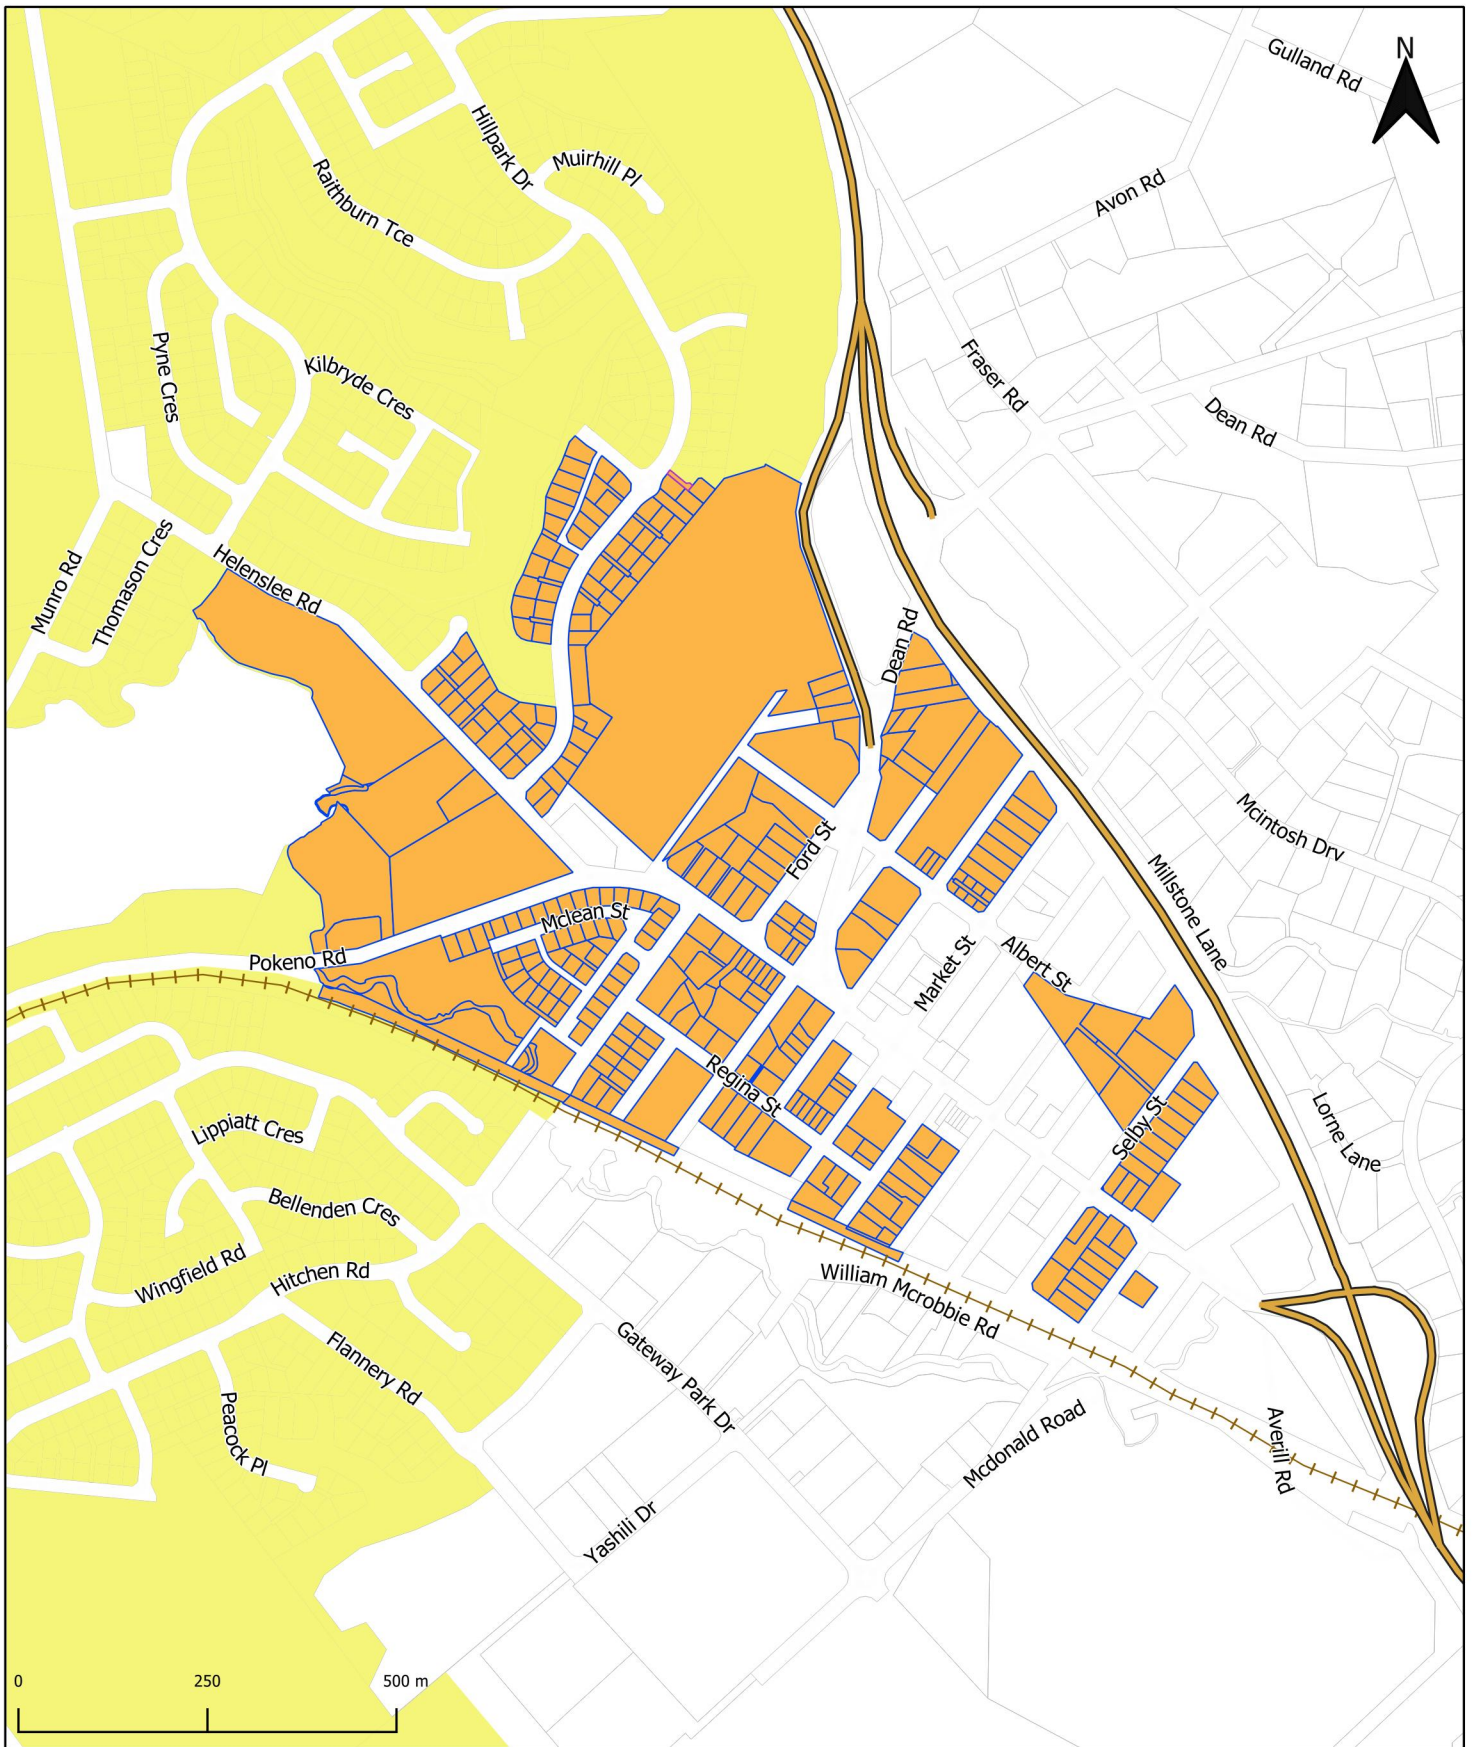 N
Gulland Rd
Avon Rd
Hillpark Dr
Muirhill Pl
Raithburn Tce
Pyne Cres
Kilbryde Cres
Fraser Rd
Dean Rd
Munro Rd
Thomason Cres
Helenslee Rd
Dean Rd
Mcintosh Drv
Ford St
Millstone Lane
Mclean St
Pokeno Rd
Market St
Albert St
Regina St
Selby St
Lorne Lane
Lippiatt Cres
Bellenden Cres
Wingfield Rd
Hitchen Rd
William Mcrobbie Rd
Flannery Rd
Gateway Park Dr
Peacock Pl
Mcdonald Road
Averill Rd
Yashili Dr
0 250 500 m